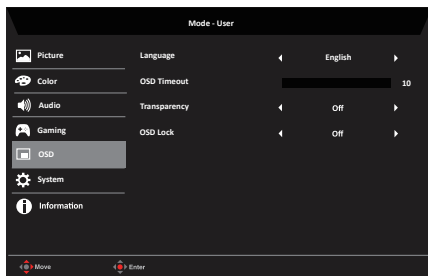 Mode - User
Picture
Color
Audio
Gaming
OSD
System
Information
Language English
OSD Timeout 10
Transparency Off
OSD Lock Off
Move Enter